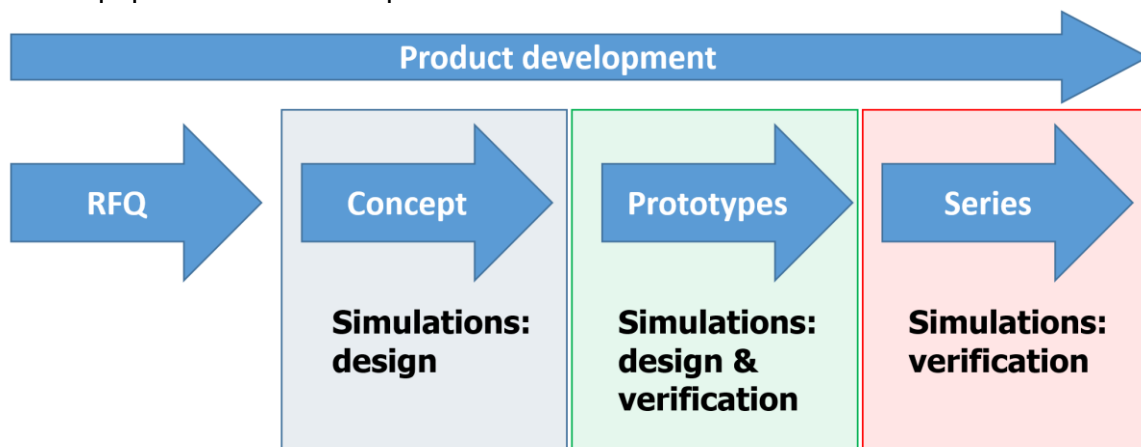 Product development
RFQ
Concept
Prototypes
Series
Simulations:
design
Simulations:
design &
verification
Simulations:
verification